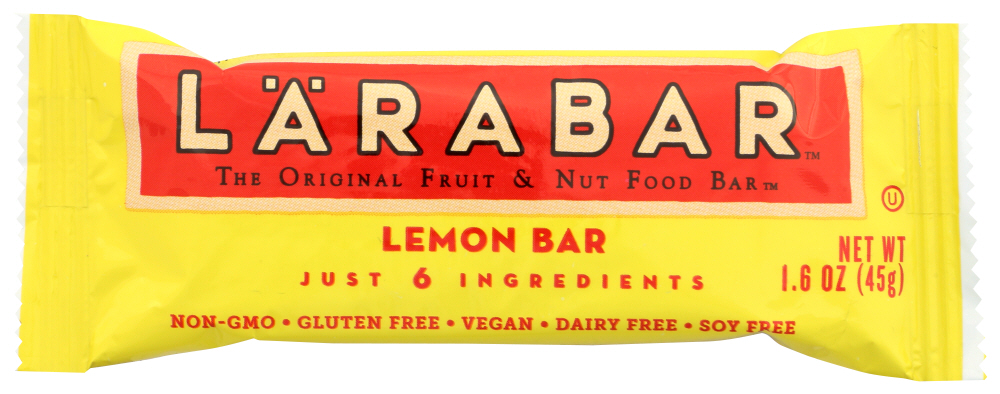 LÄRABAR™
The Original Fruit & Nut Food Bar™
U
LEMON BAR
JUST 6 INGREDIENTS
NET WT
1.6 OZ (45g)
NON-GMO • GLUTEN FREE • VEGAN • DAIRY FREE • SOY FREE